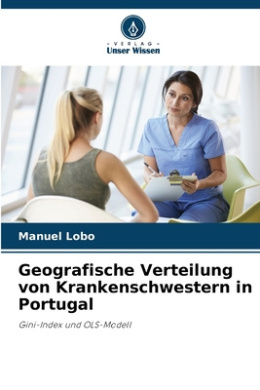 • VERLAG •
Unser Wissen
Manuel Lobo
Geografische Verteilung
von Krankenschwestern in
Portugal
Gini-Index und OLS-Modell